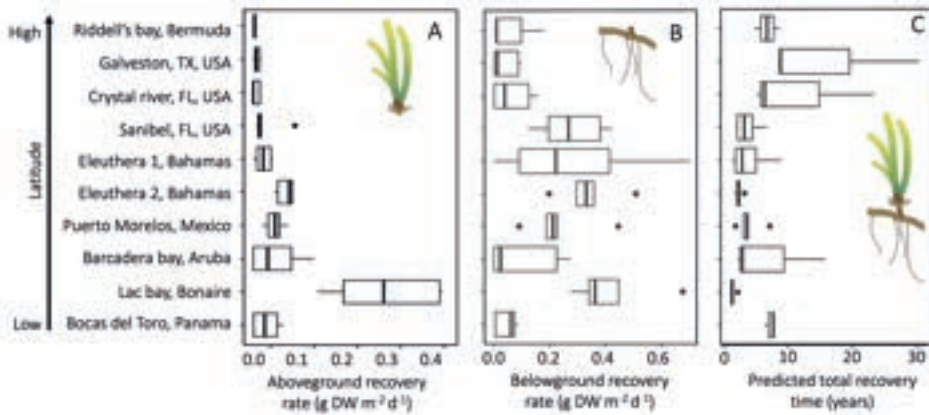 High
Riddell's bay, Bermuda
Galveston, TX, USA
Crystal river, FL, USA
Sanibel, FL, USA
Eleuthera 1, Bahamas
Eleuthera 2, Bahamas
Puerto Morelos, Mexico
Barcadera bay, Aruba
Lac bay, Bonaire
Low
Bocas del Toro, Panama
Latitude
A
B
C
0.0 0.1 0.2 0.3 0.4
0.0 0.2 0.4 0.6
0 10 20 30
Aboveground recovery
rate (g DW m⁻² d⁻¹)
Belowground recovery
rate (g DW m⁻² d⁻¹)
Predicted total recovery
time (years)